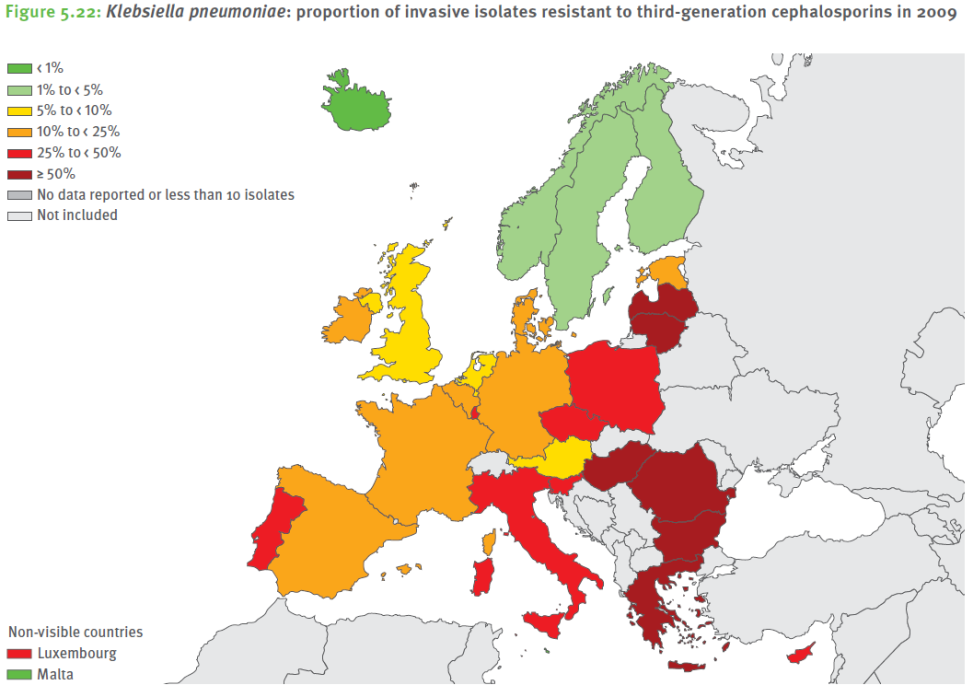 Figure 5.22: Klebsiella pneumoniae: proportion of invasive isolates resistant to third-generation cephalosporins in 2009
< 1%
1% to < 5%
5% to < 10%
10% to < 25%
25% to < 50%
≥ 50%
No data reported or less than 10 isolates
Not included
Non-visible countries
Luxembourg
Malta